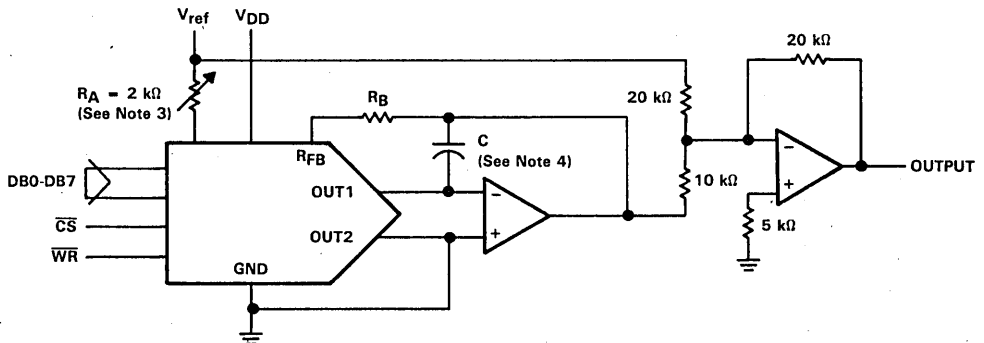 Vref
VDD
20 kΩ
RA = 2 kΩ
(See Note 3)
20 kΩ
RB
RFB
C
(See Note 4)
DB0-DB7
OUT1
10 kΩ
OUTPUT
CS
OUT2
5 kΩ
WR
GND
−
+
−
+